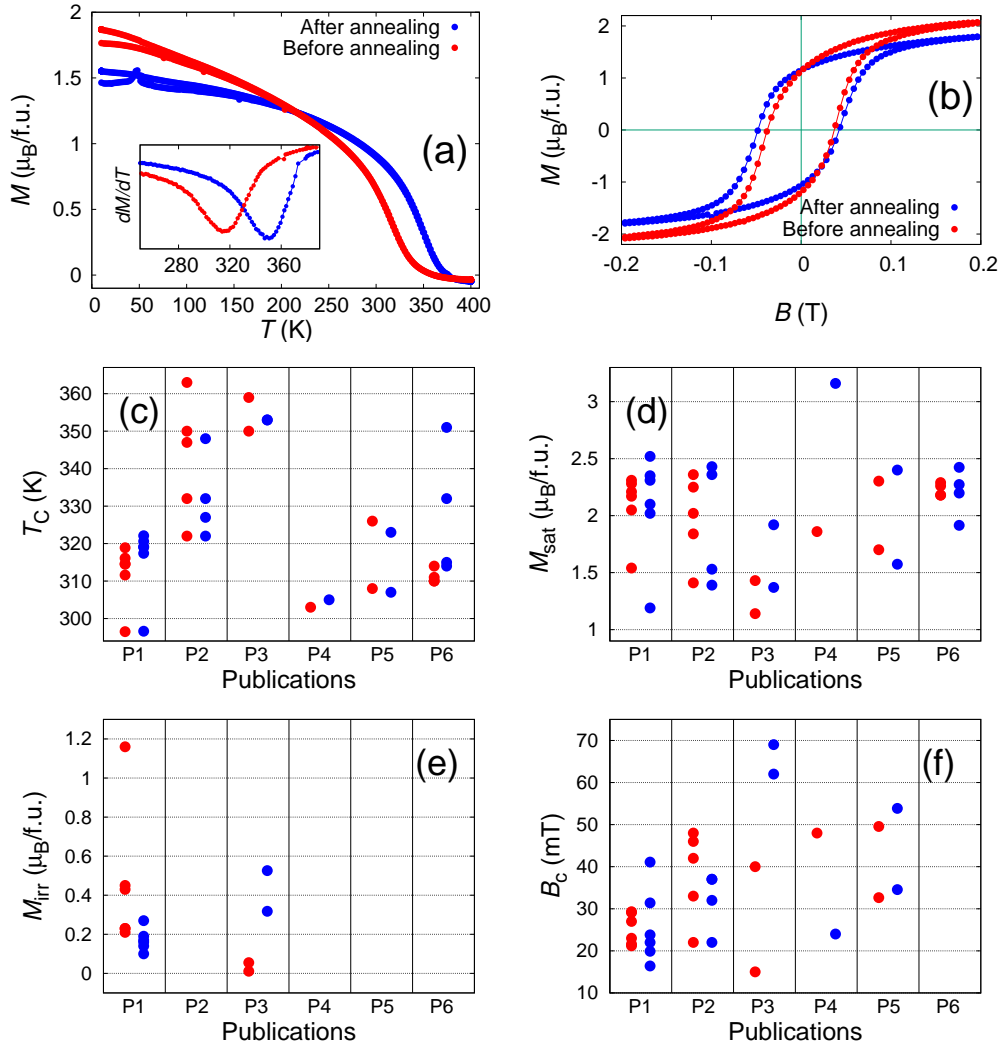 (a)
After annealing
Before annealing
M (μB/f.u.)
2
1.5
1
0.5
0
dM/dT
280 320 360
0 50 100 150 200 250 300 350 400
T (K)
(b)
M (μB/f.u.)
2
1
0
-1
-2
After annealing
Before annealing
-0.2 -0.1 0 0.1 0.2
B (T)
(c)
TC (K)
360
350
340
330
320
310
300
P1 P2 P3 P4 P5 P6
Publications
(d)
Msat (μB/f.u.)
3
2.5
2
1.5
1
P1 P2 P3 P4 P5 P6
Publications
(e)
Mirr (μB/f.u.)
1.2
1
0.8
0.6
0.4
0.2
0
P1 P2 P3 P4 P5 P6
Publications
(f)
Bc (mT)
70
60
50
40
30
20
10
P1 P2 P3 P4 P5 P6
Publications